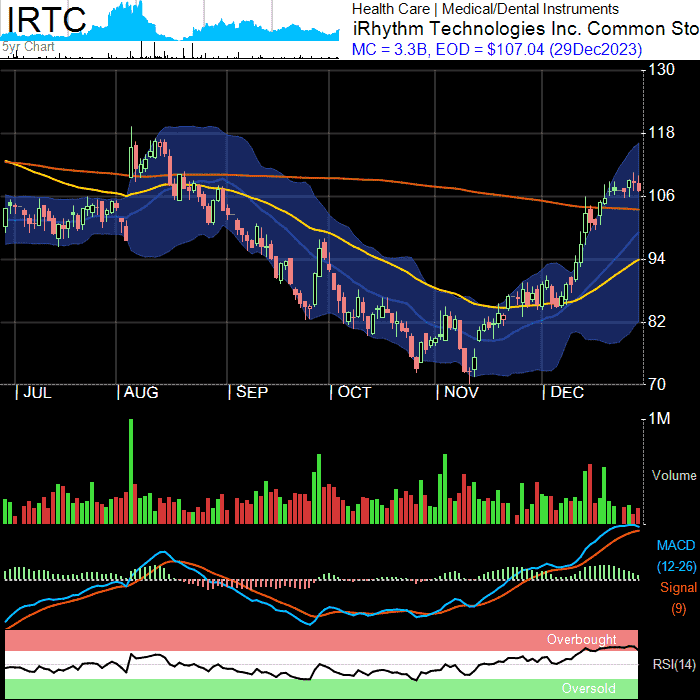 IRTC
5yr Chart
Health Care | Medical/Dental Instruments
iRhythm Technologies Inc. Common Sto
MC = 3.3B, EOD = $107.04 (29Dec2023)
130
118
106
94
82
70
JUL AUG SEP OCT NOV DEC
1M
Volume
MACD
(12-26)
Signal
(9)
Overbought
RSI(14)
Oversold